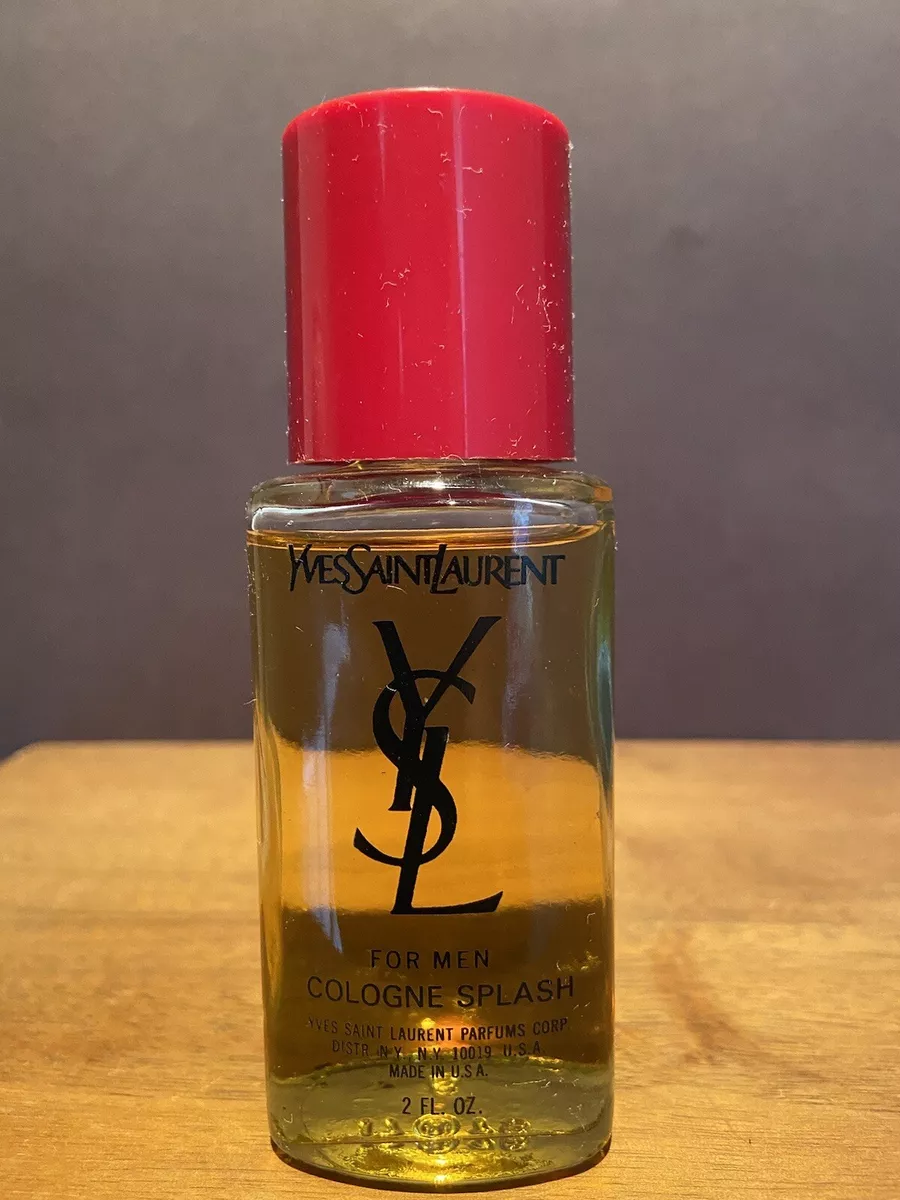 YVESSAINTLAURENT
YSL
FOR MEN
COLOGNE SPLASH
YVES SAINT LAURENT PARFUMS CORP.
DISTR. N.Y., N.Y. 10019 U.S.A.
MADE IN U.S.A.
2 FL. OZ.